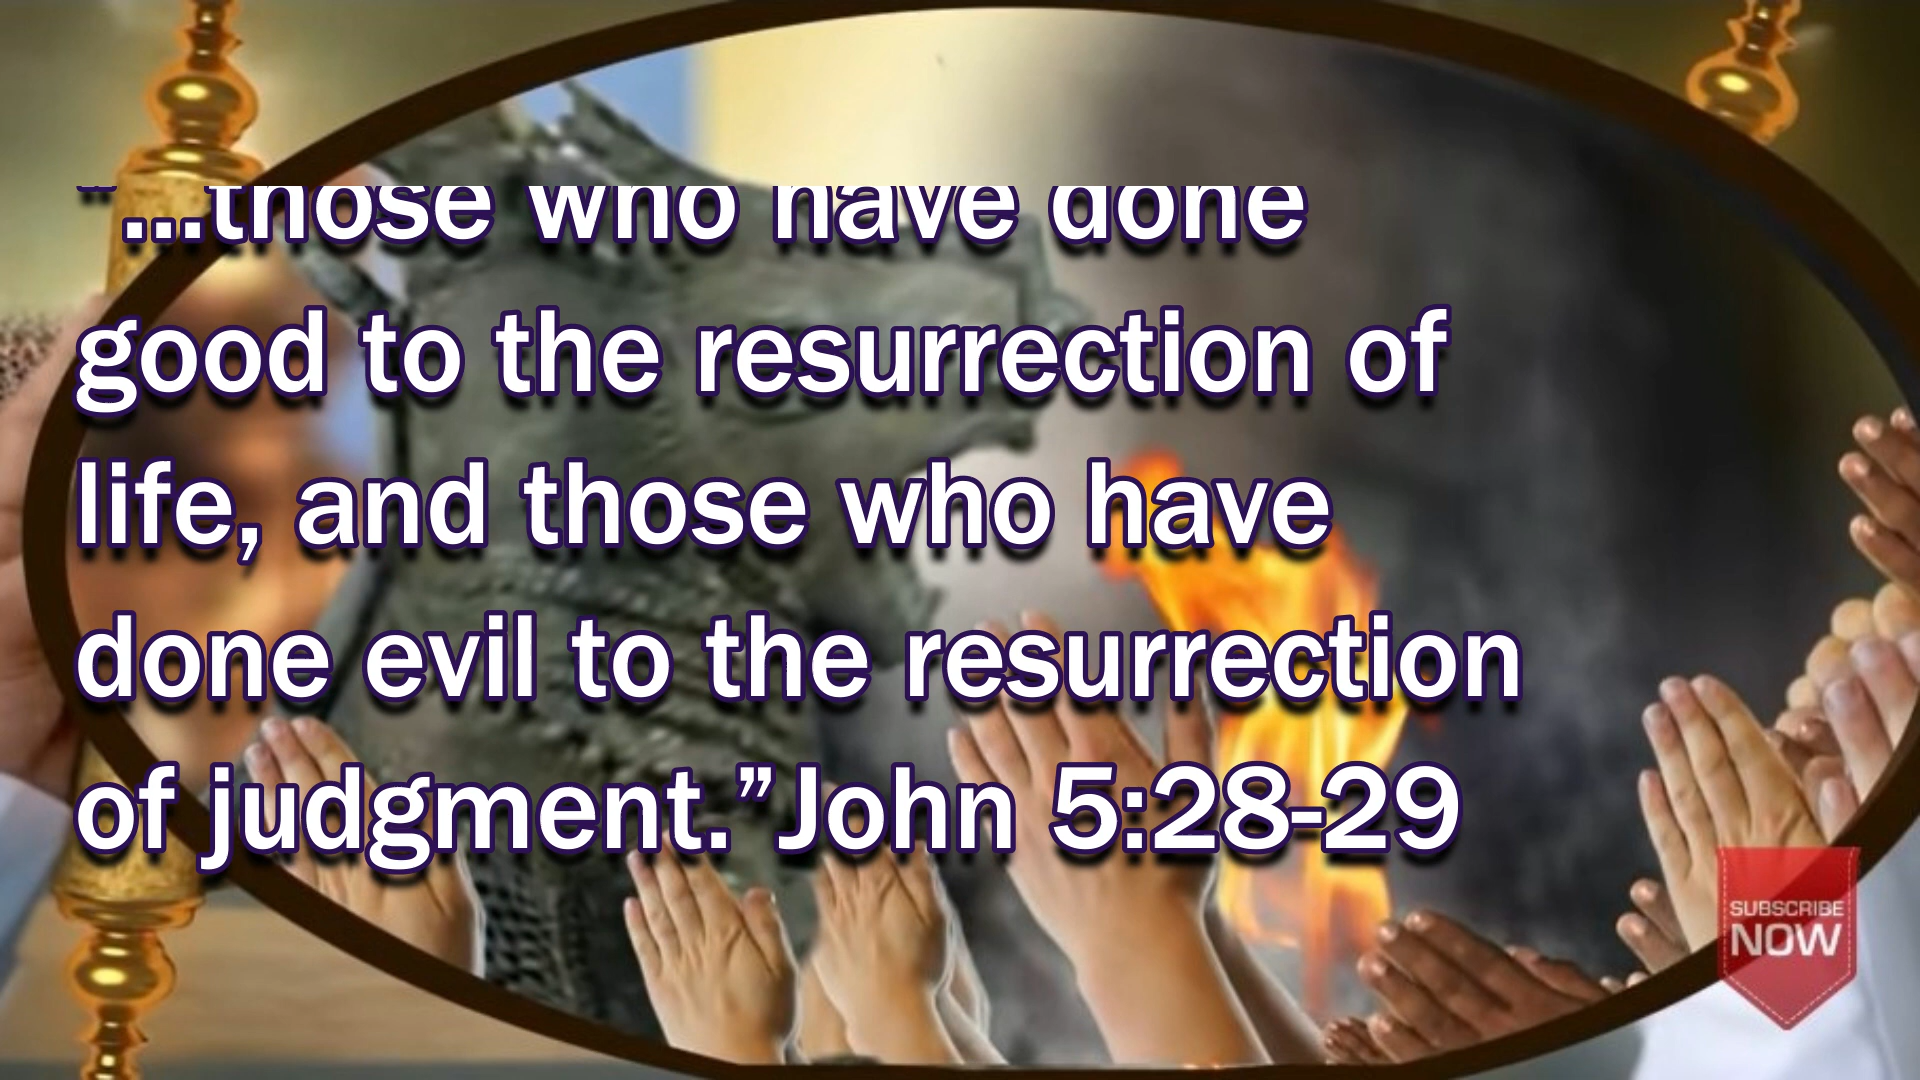 "...those who have done
good to the resurrection of
life, and those who have
done evil to the resurrection
of judgment.”John 5:28-29
SUBSCRIBE
NOW